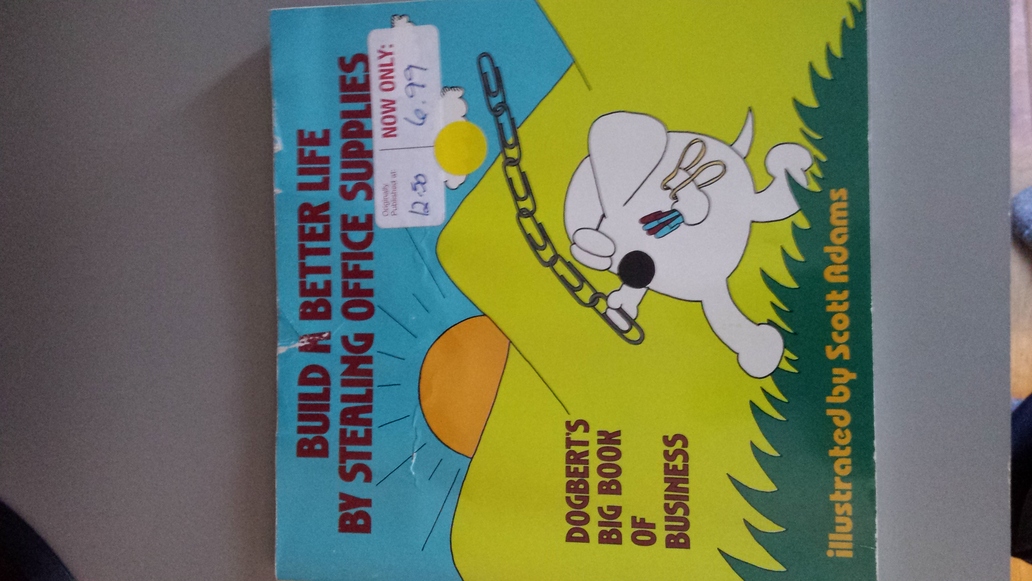 BUILD A BETTER LIFE
BY STEALING OFFICE SUPPLIES
Originally
Published at
12.50
NOW ONLY:
6.99
DOGBERT'S
BIG BOOK
OF
BUSINESS
illustrated by Scott Adams